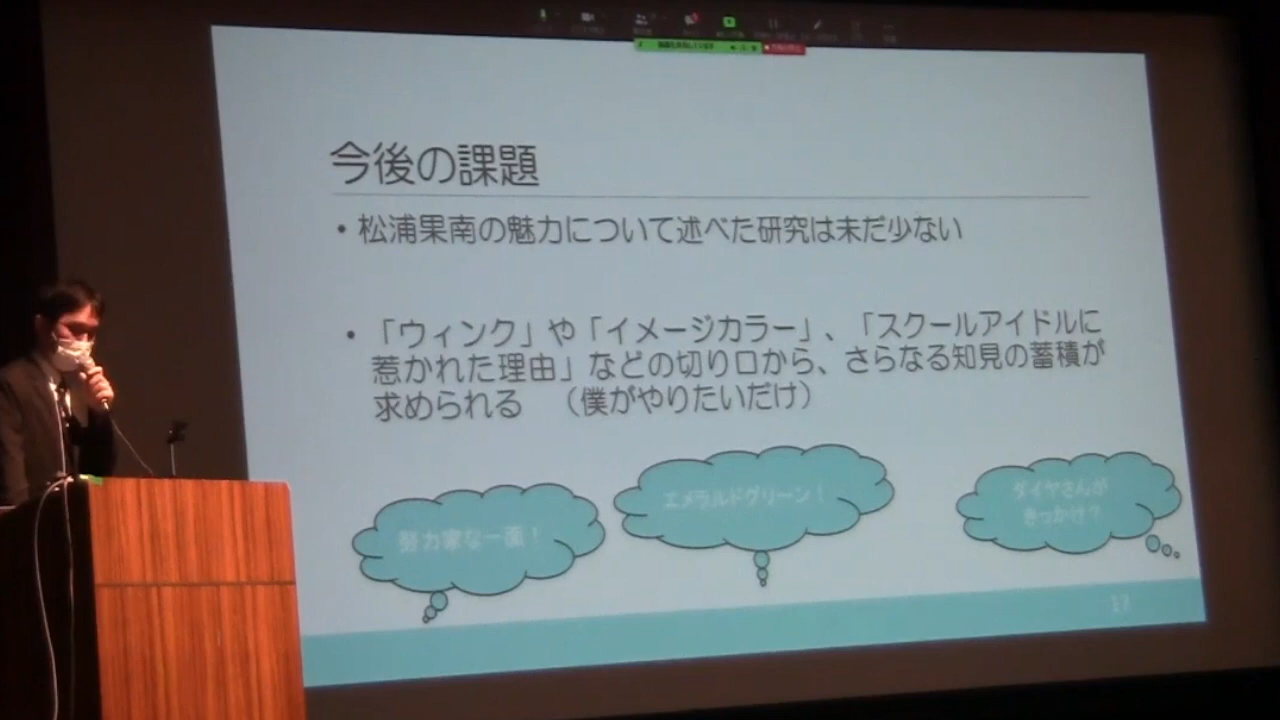 今後の課題
・松浦果南の魅力について述べた研究は未だ少ない
・「ウィンク」や「イメージカラー」、「スクールアイドルに
惹かれた理由」などの切り口から、さらなる知見の蓄積が
求められる （僕がやりたいだけ）
努力家な一面！
エメラルドグリーン！
ダイヤさんが
きっかけ？
17